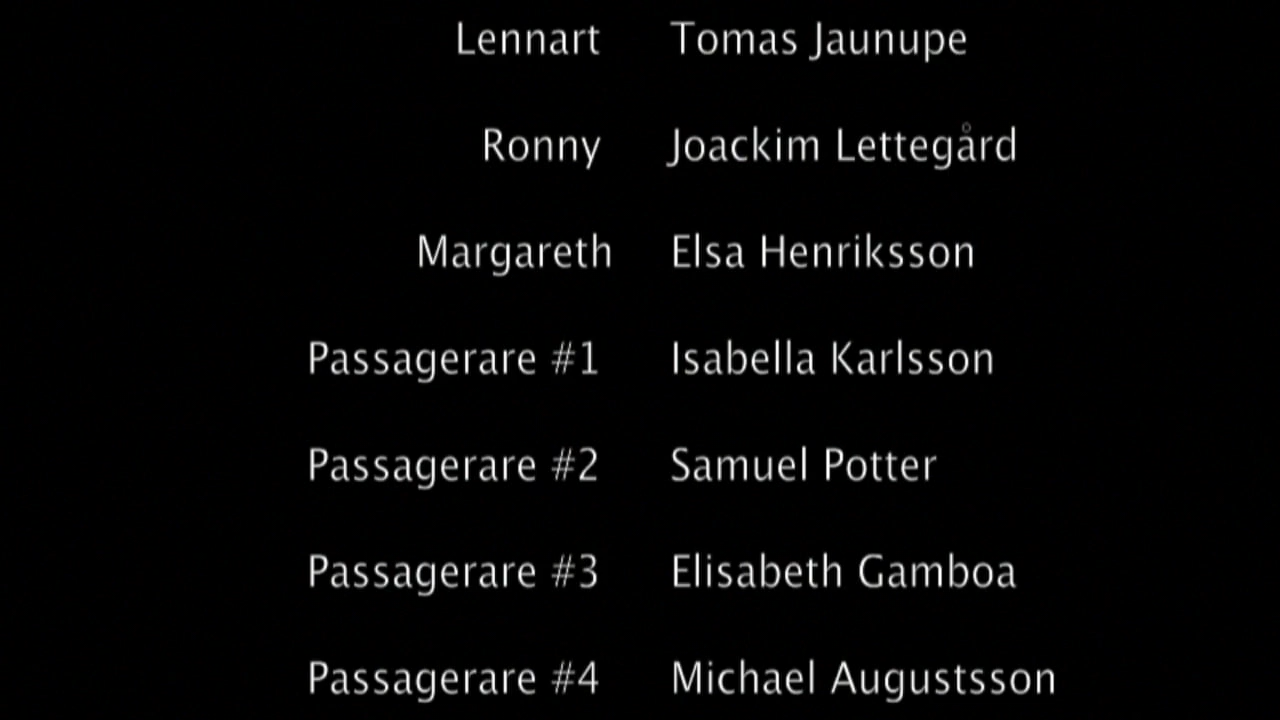 Lennart Tomas Jaunupe
Ronny Joackim Lettegård
Margareth Elsa Henriksson
Passagerare #1 Isabella Karlsson
Passagerare #2 Samuel Potter
Passagerare #3 Elisabeth Gamboa
Passagerare #4 Michael Augustsson